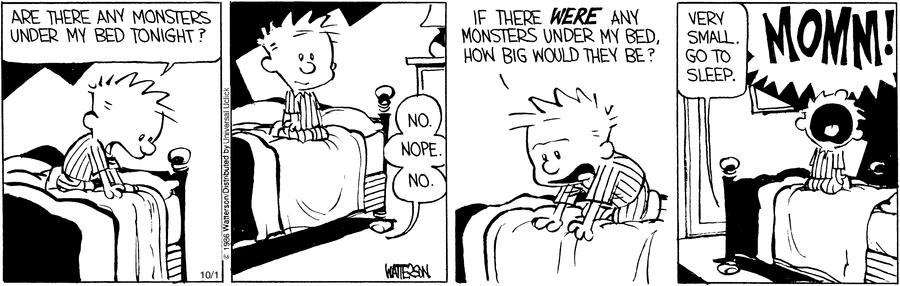 ARE THERE ANY MONSTERS
UNDER MY BED TONIGHT?
10/1
© 1986 Watterson/Distributed by Universal Uclick
NO.
NOPE.
NO.
WATTERSON
IF THERE WERE ANY
MONSTERS UNDER MY BED,
HOW BIG WOULD THEY BE?
VERY
SMALL.
GO TO
SLEEP.
MOMM!